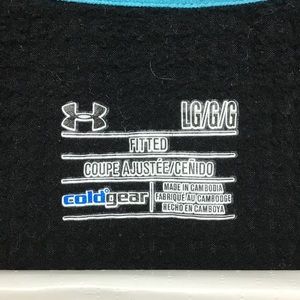 LG/G/G
FITTED
COUPE AJUSTÉE/CEÑIDO
coldgear
MADE IN CAMBODIA
FABRIQUÉ AU CAMBODGE
HECHO EN CAMBOYA